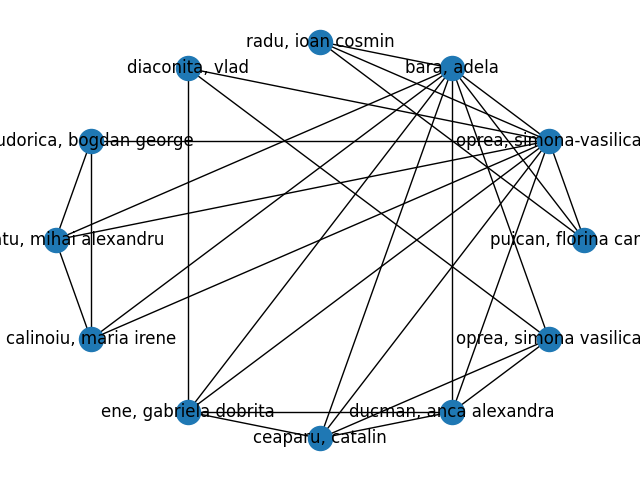 radu, ioan cosmin
diaconita, vlad
bara, adela
udorica, bogdan george
oprea, simona-vasilica
atu, mihai alexandru
puican, florina car
calinoiu, maria irene
oprea, simona vasilica
ene, gabriela dobrita
ducman, anca alexandra
ceaparu, catalin